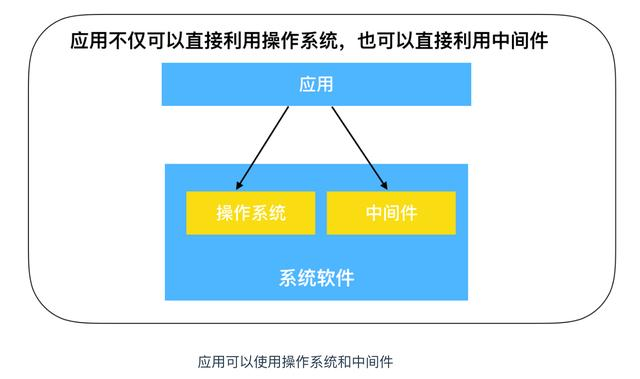 应用不仅可以直接利用操作系统，也可以直接利用中间件
应用
操作系统 中间件
系统软件
应用可以使用操作系统和中间件